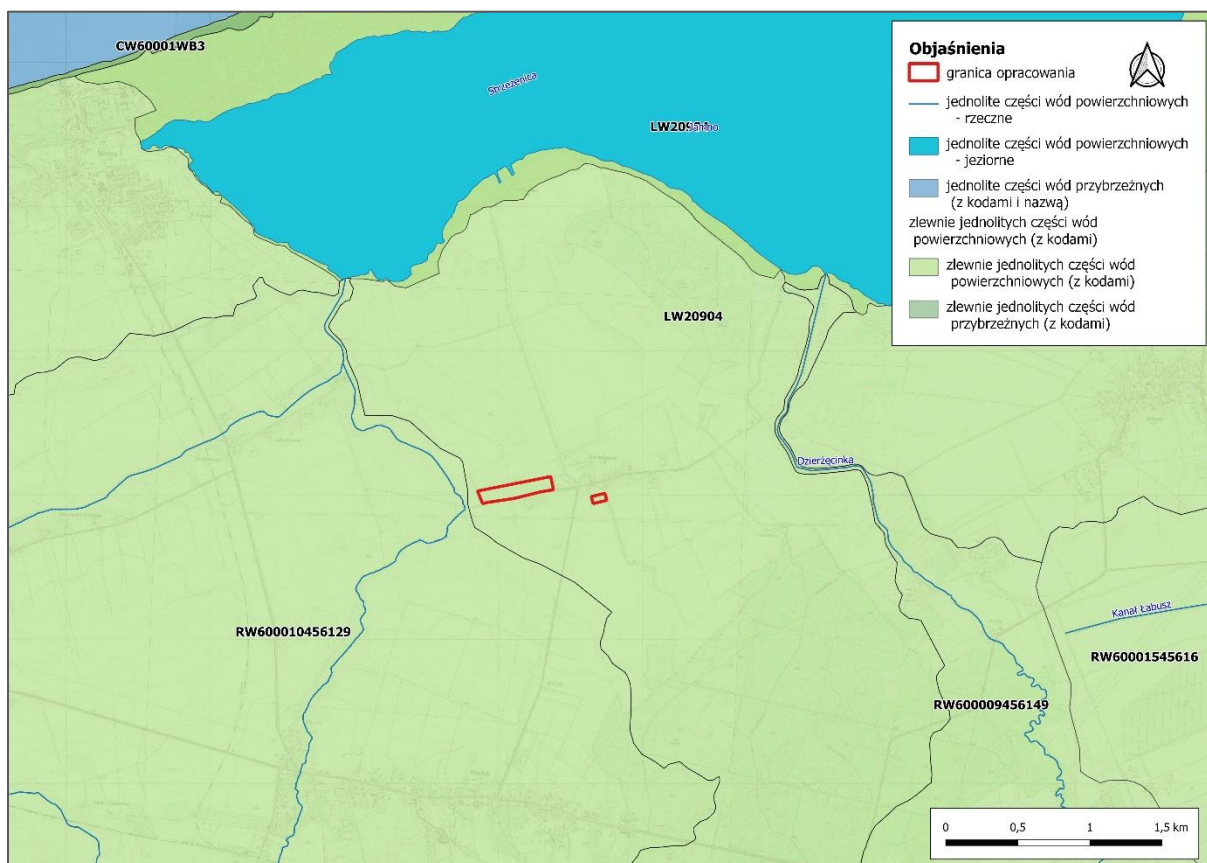 CW60001WB3
Strzeżenica
LW20904
Jamno
Objaśnienia
granica opracowania
jednolite części wód powierzchniowych
- rzeczne
jednolite części wód powierzchniowych
- jeziorne
jednolite części wód przybrzeżnych
(z kodami i nazwą)
zlewnie jednolitych części wód
powierzchniowych (z kodami)
zlewnie jednolitych części wód
powierzchniowych (z kodami)
zlewnie jednolitych części wód
przybrzeżnych (z kodami)
LW20904
Dzierżęcinka
Kanał Łabusz
RW600010456129
RW60001545616
RW600009456149
0 0,5 1 1,5 km